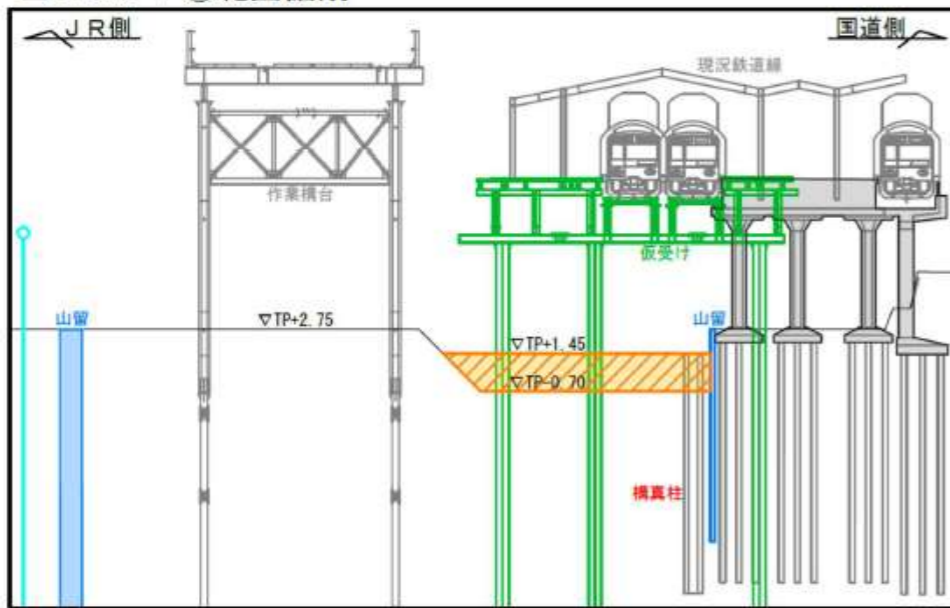 JR側
国道側
現況鉄道線
作業構台
仮受け
山留
▽TP+2.75
山留
▽TP+1.45
▽TP-0.70
構真柱